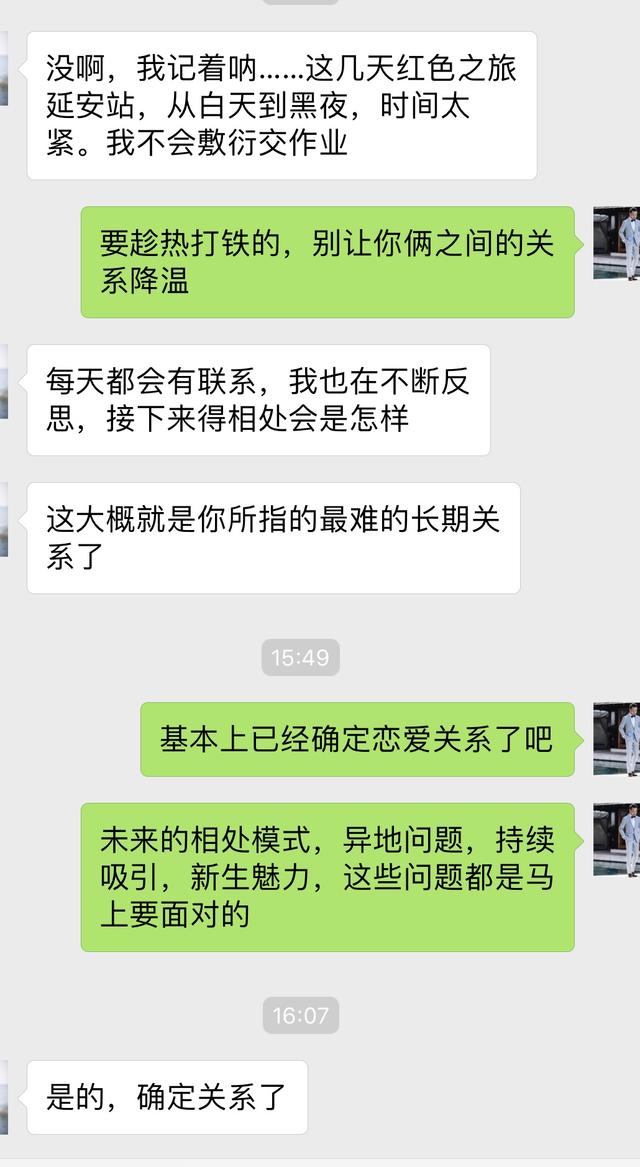 没啊，我记着呐……这几天红色之旅
延安站，从白天到黑夜，时间太
紧。我不会敷衍交作业
要趁热打铁的，别让你俩之间的关
系降温
每天都会有联系，我也在不断反
思，接下来得相处会是怎样
这大概就是你所指的最难的长期关
系了
15:49
基本上已经确定恋爱关系了吧
未来的相处模式，异地问题，持续
吸引，新生魅力，这些问题都是马
上要面对的
16:07
是的，确定关系了